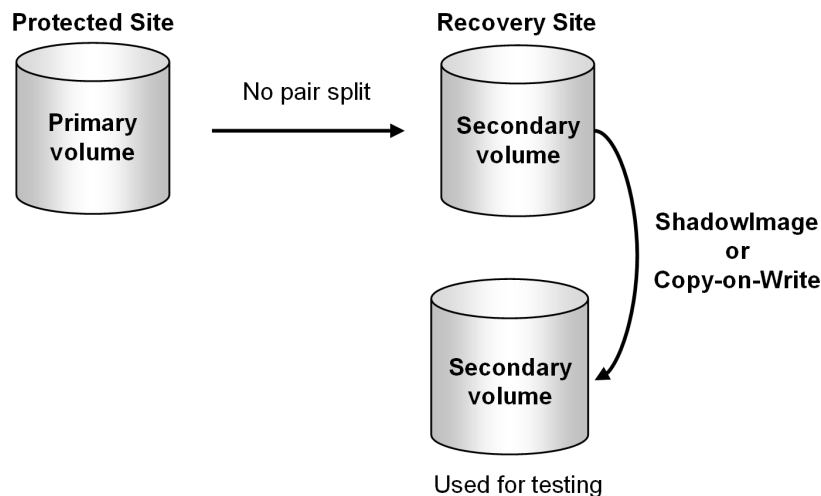 Protected Site
Recovery Site
Primary
volume
No pair split
Secondary
volume
ShadowImage
or
Copy-on-Write
Secondary
volume
Used for testing